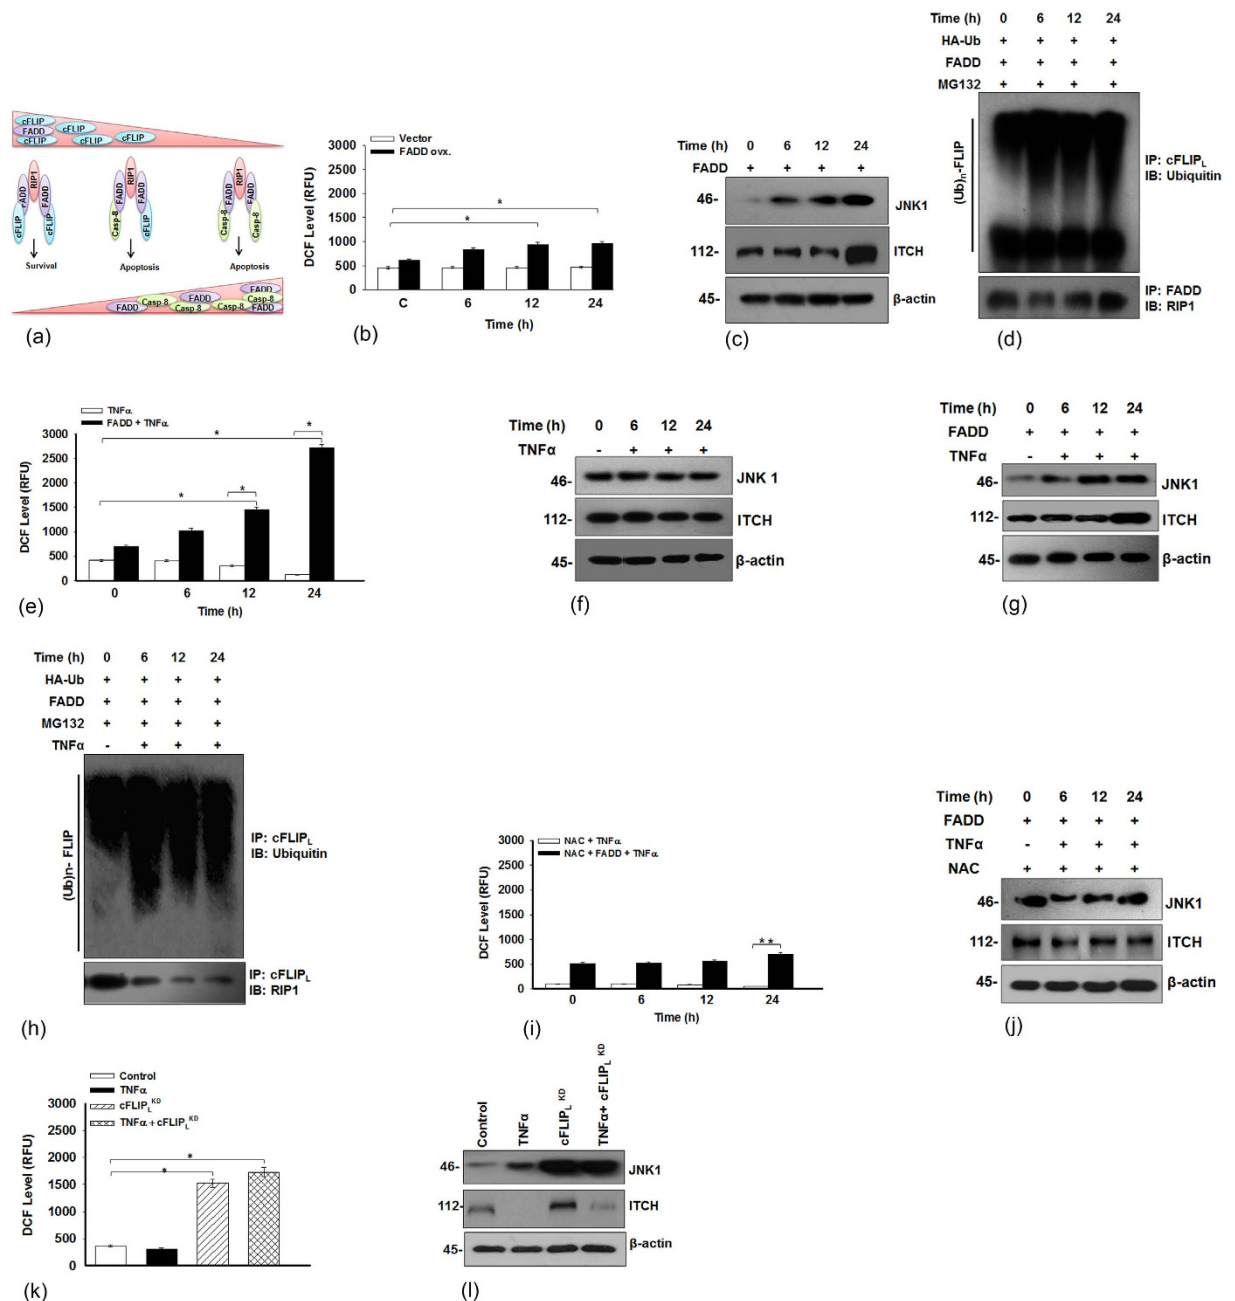 cFLIP
FADD
cFLIP
cFLIP
cFLIP
cFLIP
RIP1
FADD
FADD
cFLIP
cFLIP
RIP1
FADD
FADD
Casp-8
cFLIP
RIP1
FADD
FADD
Casp-8
Casp-8
Survival
Apoptosis
Apoptosis
FADD
Casp-8
Casp 8
FADD
Casp-8
FADD
Casp-8
FADD
(a)
Vector
FADD ovx.
DCF Level (RFU)
3000
2500
2000
1500
1000
500
0
* *
C 6 12 24
Time (h)
(b)
Time (h) 0 6 12 24
FADD + + + +
46- JNK1
112- ITCH
45- β-actin
(c)
Time (h) 0 6 12 24
HA-Ub + + + +
FADD + + + +
MG132 + + + +
(Ub)n-FLIP
IP: cFLIPL
IB: Ubiquitin
IP: FADD
IB: RIP1
(d)
TNFα
FADD + TNFα
DCF Level (RFU)
3000
2500
2000
1500
1000
500
0
* * * *
0 6 12 24
Time (h)
(e)
Time (h) 0 6 12 24
TNFα - + + +
46- JNK 1
112- ITCH
45- β-actin
(f)
Time (h) 0 6 12 24
FADD + + + +
TNFα - + + +
46- JNK1
112- ITCH
45- β-actin
(g)
Time (h) 0 6 12 24
HA-Ub + + + +
FADD + + + +
MG132 + + + +
TNFα - + + +
(Ub)n- FLIP
IP: cFLIPL
IB: Ubiquitin
IP: cFLIPL
IB: RIP1
(h)
NAC + TNFα
NAC + FADD + TNFα
DCF Level (RFU)
3000
2500
2000
1500
1000
500
0
**
0 6 12 24
Time (h)
(i)
Time (h) 0 6 12 24
FADD + + + +
TNFα - + + +
NAC + + + +
46- JNK1
112- ITCH
45- β-actin
(j)
Control
TNFα
cFLIPL KD
TNFα + cFLIPL KD
DCF Level (RFU)
3000
2500
2000
1500
1000
500
0
* *
(k)
Control
TNFα
cFLIPL KD
TNFα+ cFLIPL KD
46- JNK1
112- ITCH
45- β-actin
(l)